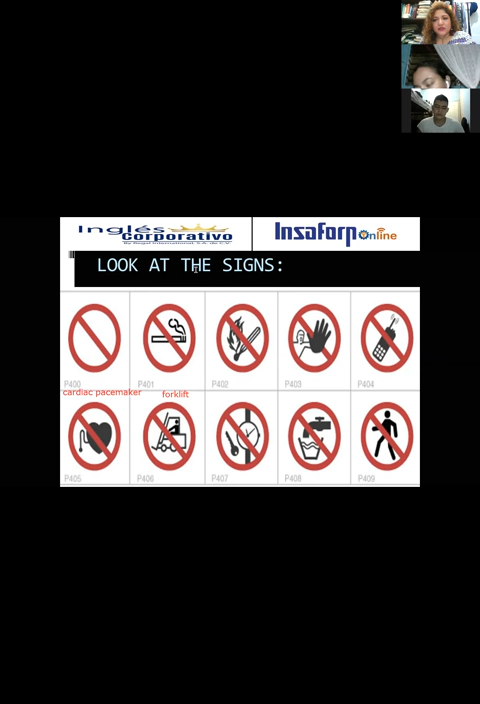 Inglés
Corporativo
Insaforp Online
LOOK AT THE SIGNS:
P400
P401
P402
P403
P404
cardiac pacemaker
forklift
P405
P406
P407
P408
P409